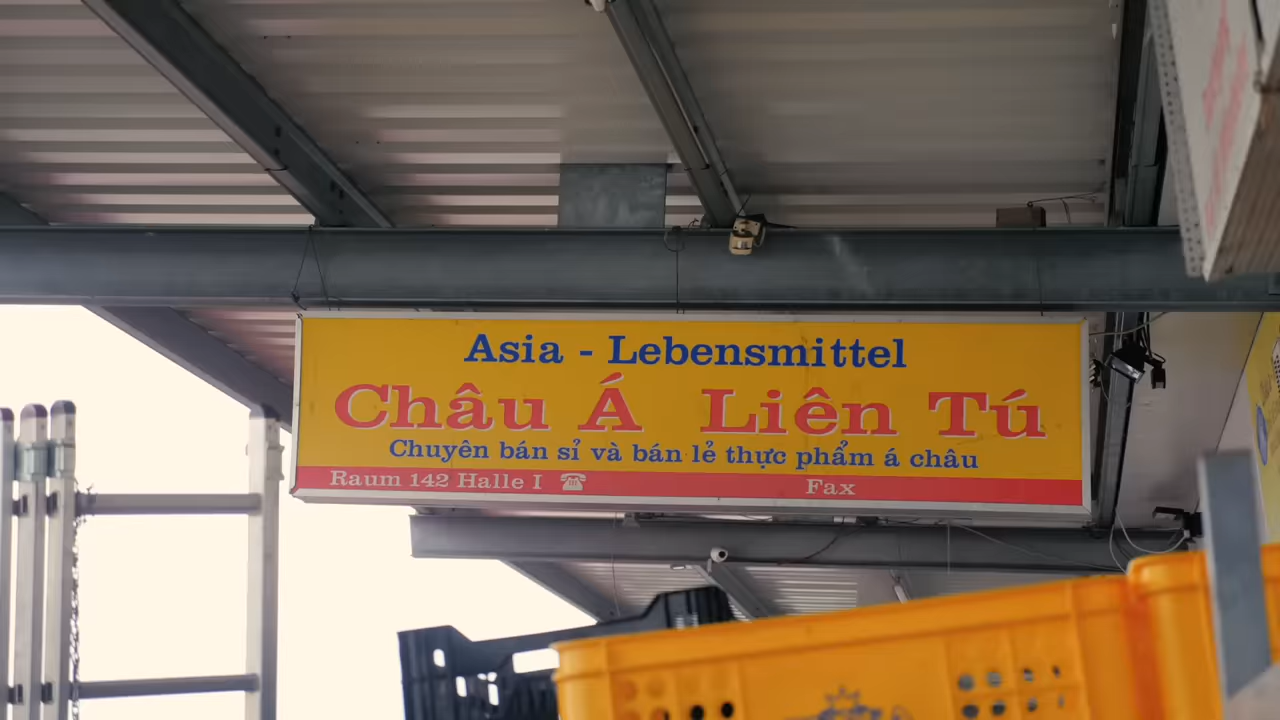 Asia - Lebensmittel
Châu Á Liên Tú
Chuyên bán sỉ và bán lẻ thực phẩm á châu
Raum 142 Halle I ☎ Fax